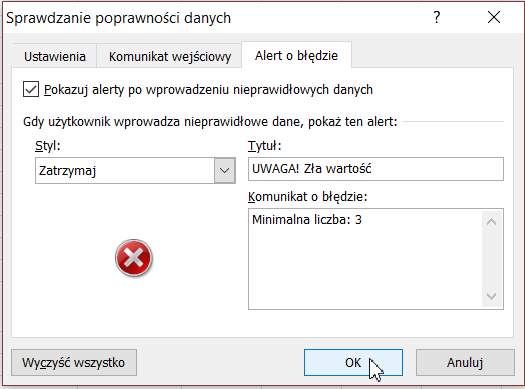 Sprawdzanie poprawności danych
?
Ustawienia
Komunikat wejściowy
Alert o błędzie
Pokazuj alerty po wprowadzeniu nieprawidłowych danych
Gdy użytkownik wprowadza nieprawidłowe dane, pokaż ten alert:
Styl:
Zatrzymaj
Tytuł:
UWAGA! Zła wartość
Komunikat o błędzie:
Minimalna liczba: 3
Wyczyść wszystko
OK
Anuluj